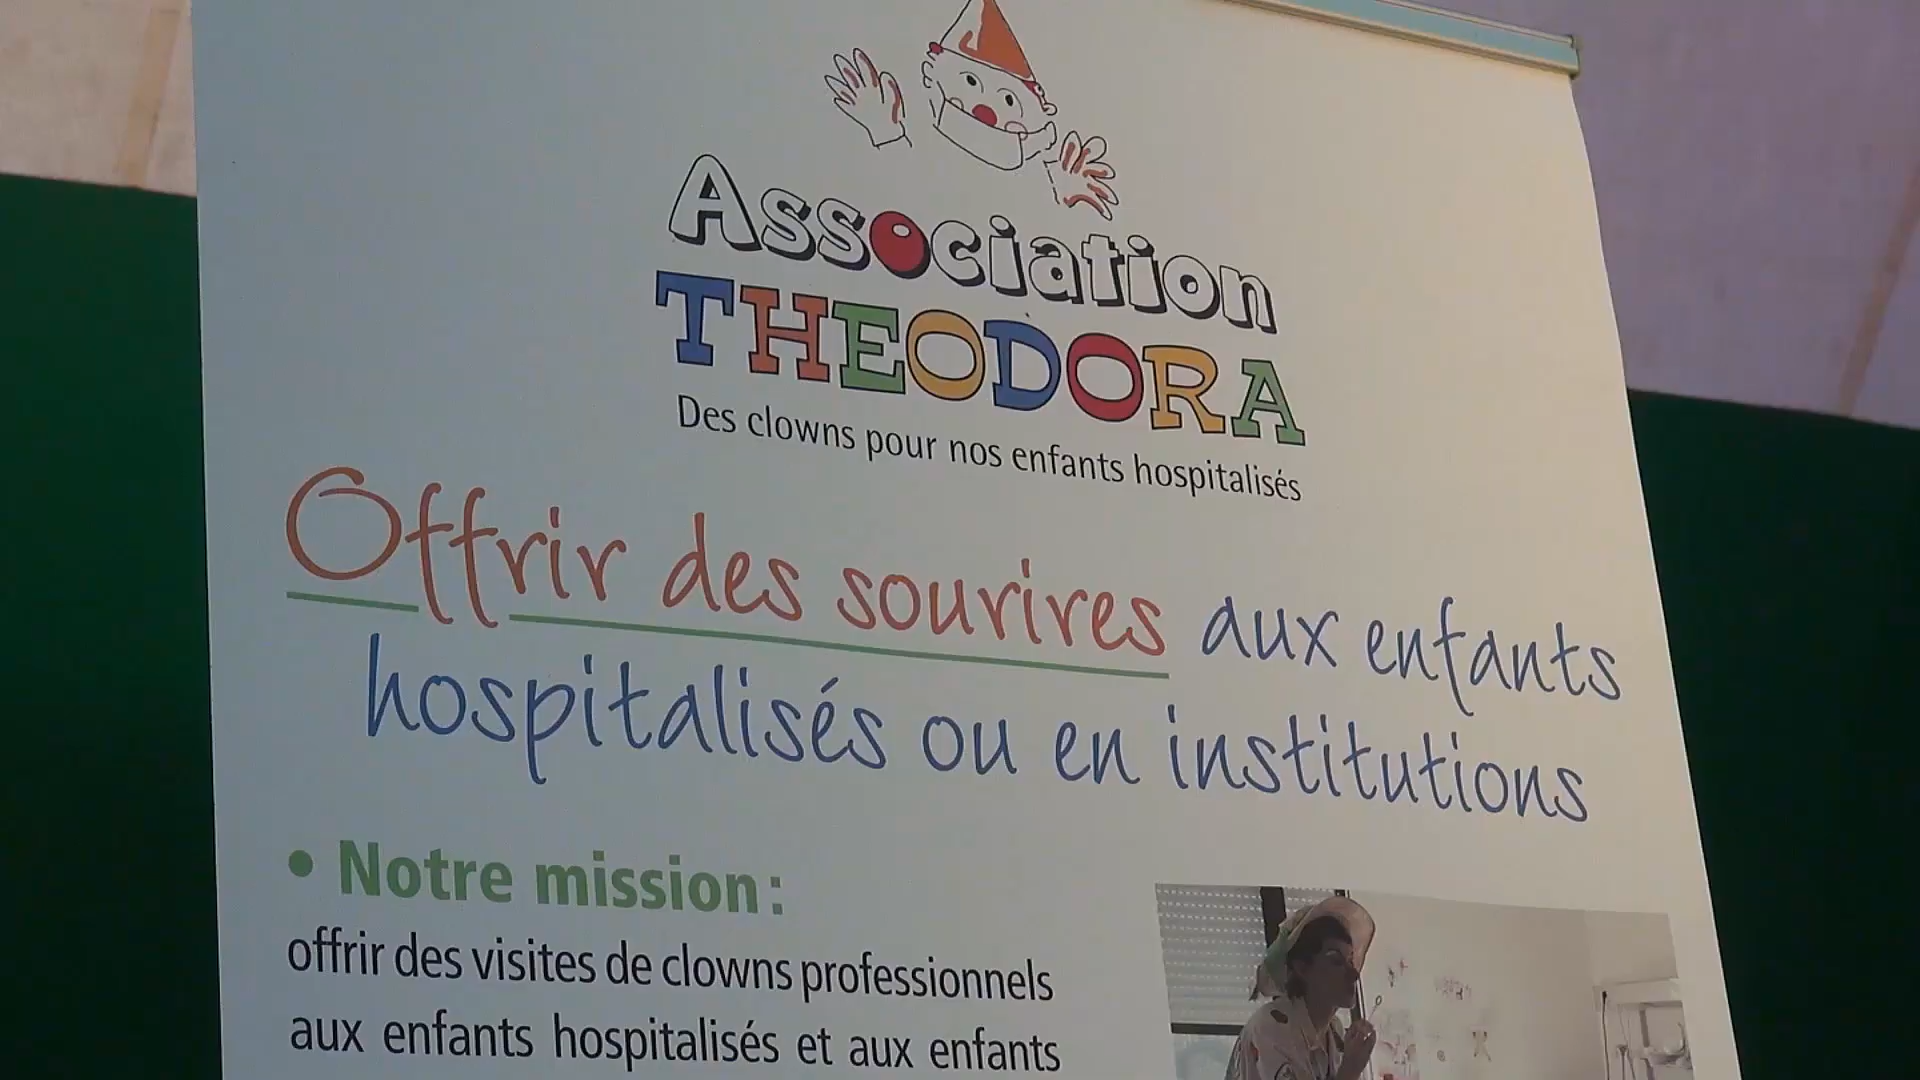 Association
THEODORA
Des clowns pour nos enfants hospitalisés
Offrir des sourires aux enfants
hospitalisés ou en institutions
• Notre mission :
offrir des visites de clowns professionnels
aux enfants hospitalisés et aux enfants